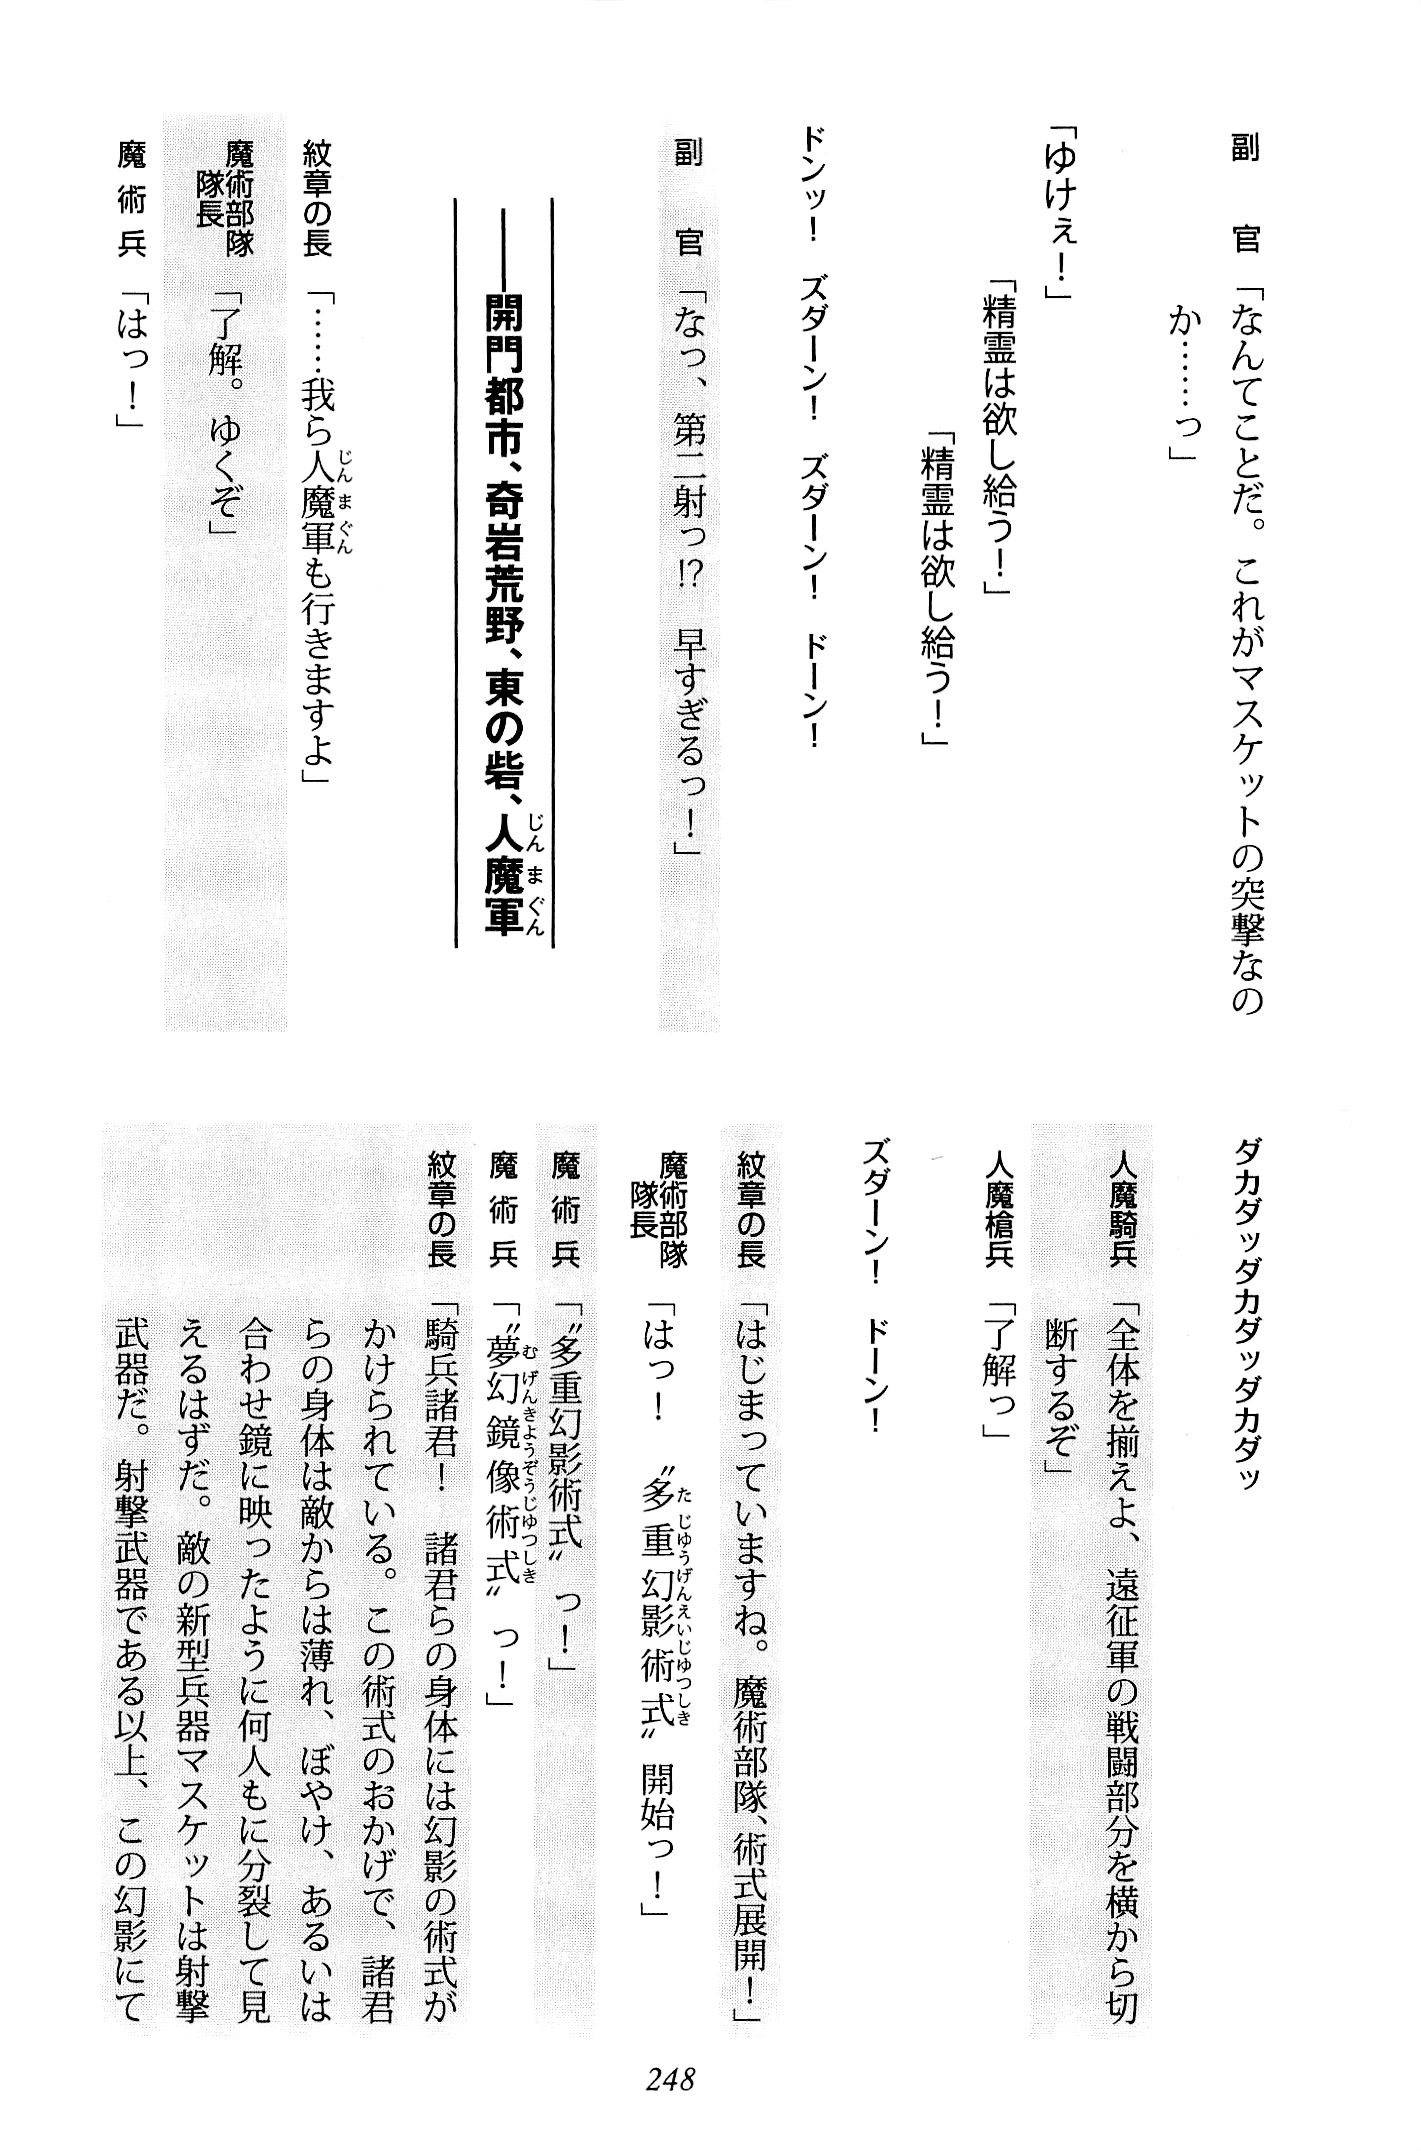 副官「なんてことだ。これがマスケットの突撃なの
か……っ」
「ゆけぇ！」
「精霊は欲し給う！」
「精霊は欲し給う！」
ドンッ！　ズダーン！　ズダーン！　ドーン！
副官「なっ、第二射っ!?　早すぎるっ！」
――開門都市、奇岩荒野、東の砦、人魔軍
紋章の長「……我ら人魔軍も行きますよ」
魔術部隊隊長「了解。ゆくぞ」
魔術兵「はっ！」
ダカダッダカダッダカダッ
人魔騎兵「全体を揃えよ、遠征軍の戦闘部分を横から切
断するぞ」
人魔槍兵「了解っ」
ズダーン！　ドーン！
紋章の長「はじまっていますね。魔術部隊、術式展開！」
魔術部隊隊長「はっ！　〝多重幻影術式〟開始っ！」
魔術兵「〝多重幻影術式〟っ！」
魔術兵「〝夢幻鏡像術式〟っ！」
紋章の長「騎兵諸君！　諸君らの身体には幻影の術式が
かけられている。この術式のおかげで、諸君
らの身体は敵からは薄れ、ぼやけ、あるいは
合わせ鏡に映ったように何人もに分裂して見
えるはずだ。敵の新型兵器マスケットは射撃
武器だ。射撃武器である以上、この幻影にて
248